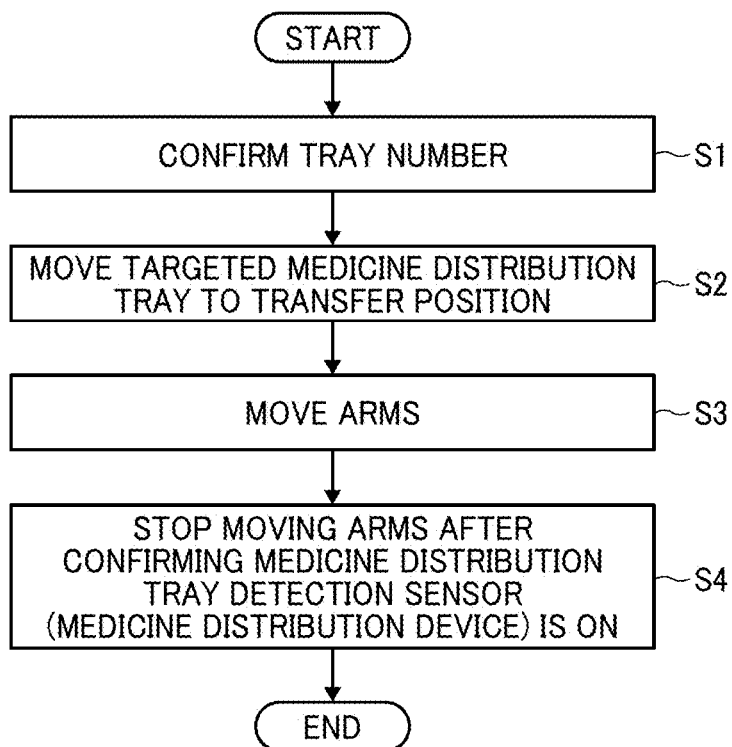 START
CONFIRM TRAY NUMBER
S1
MOVE TARGETED MEDICINE DISTRIBUTION
TRAY TO TRANSFER POSITION
S2
MOVE ARMS
S3
STOP MOVING ARMS AFTER
CONFIRMING MEDICINE DISTRIBUTION
TRAY DETECTION SENSOR
(MEDICINE DISTRIBUTION DEVICE) IS ON
S4
END